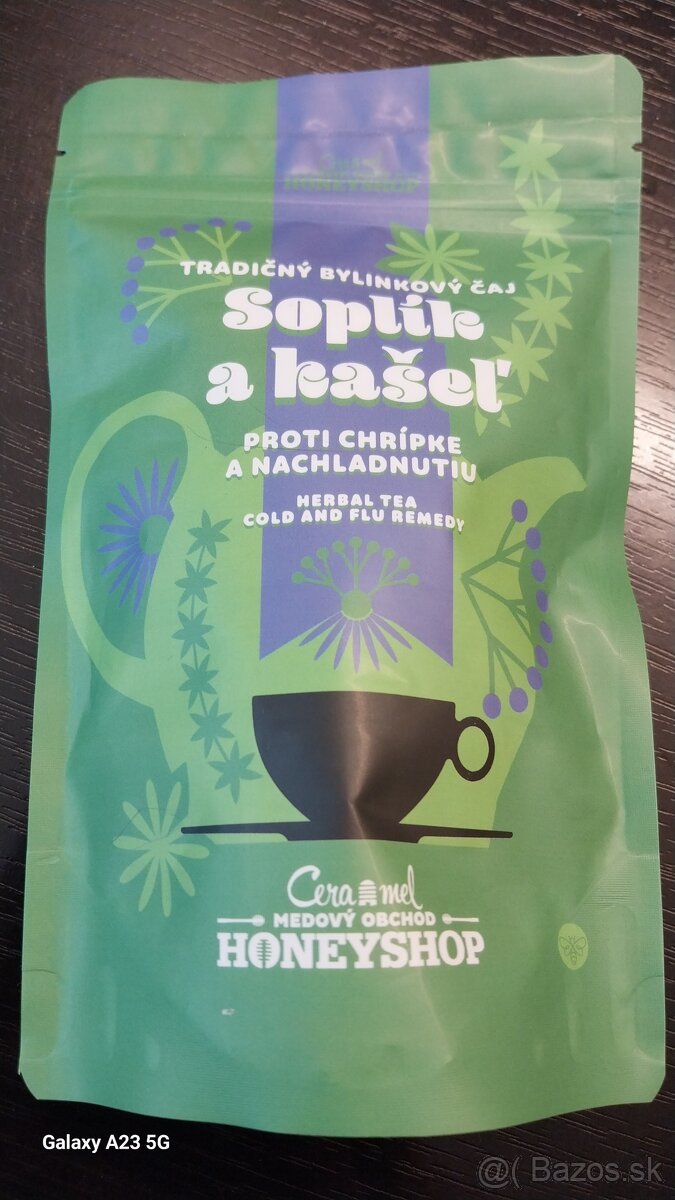 HONEYSHOP
TRADIČNÝ BYLINKOVÝ ČAJ
Soplík
a kašeľ
PROTI CHRÍPKE
A NACHLADNUTIU
HERBAL TEA
COLD AND FLU REMEDY
Ceramel
MEDOVÝ OBCHOD
HONEYSHOP
Galaxy A23 5G
@( Bazos.sk